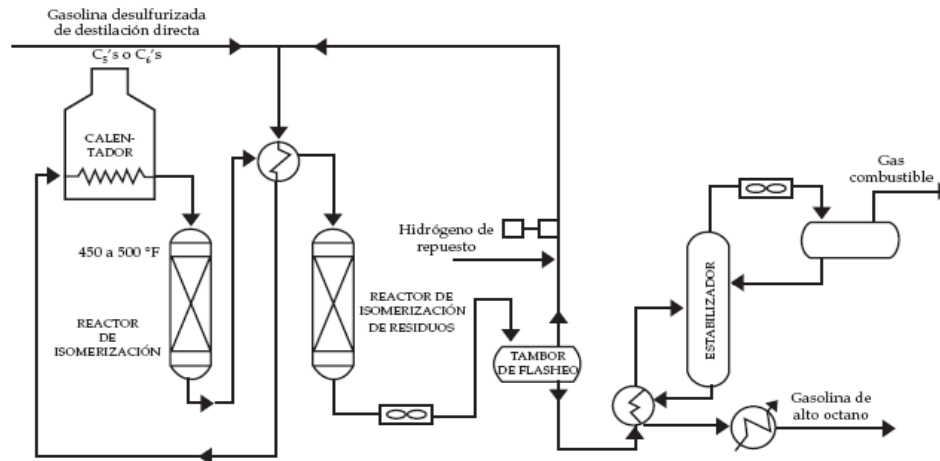 Gasolina desulfurizada
de destilación directa
C₅'s o C₆'s
CALEN-
TADOR
450 a 500 °F
REACTOR
DE
ISOMERIZACIÓN
REACTOR DE
ISOMERIZACIÓN
DE RESIDUOS
Hidrógeno de
repuesto
TAMBOR
DE FLASHEO
ESTABILIZADOR
Gas
combustible
Gasolina de
alto octano